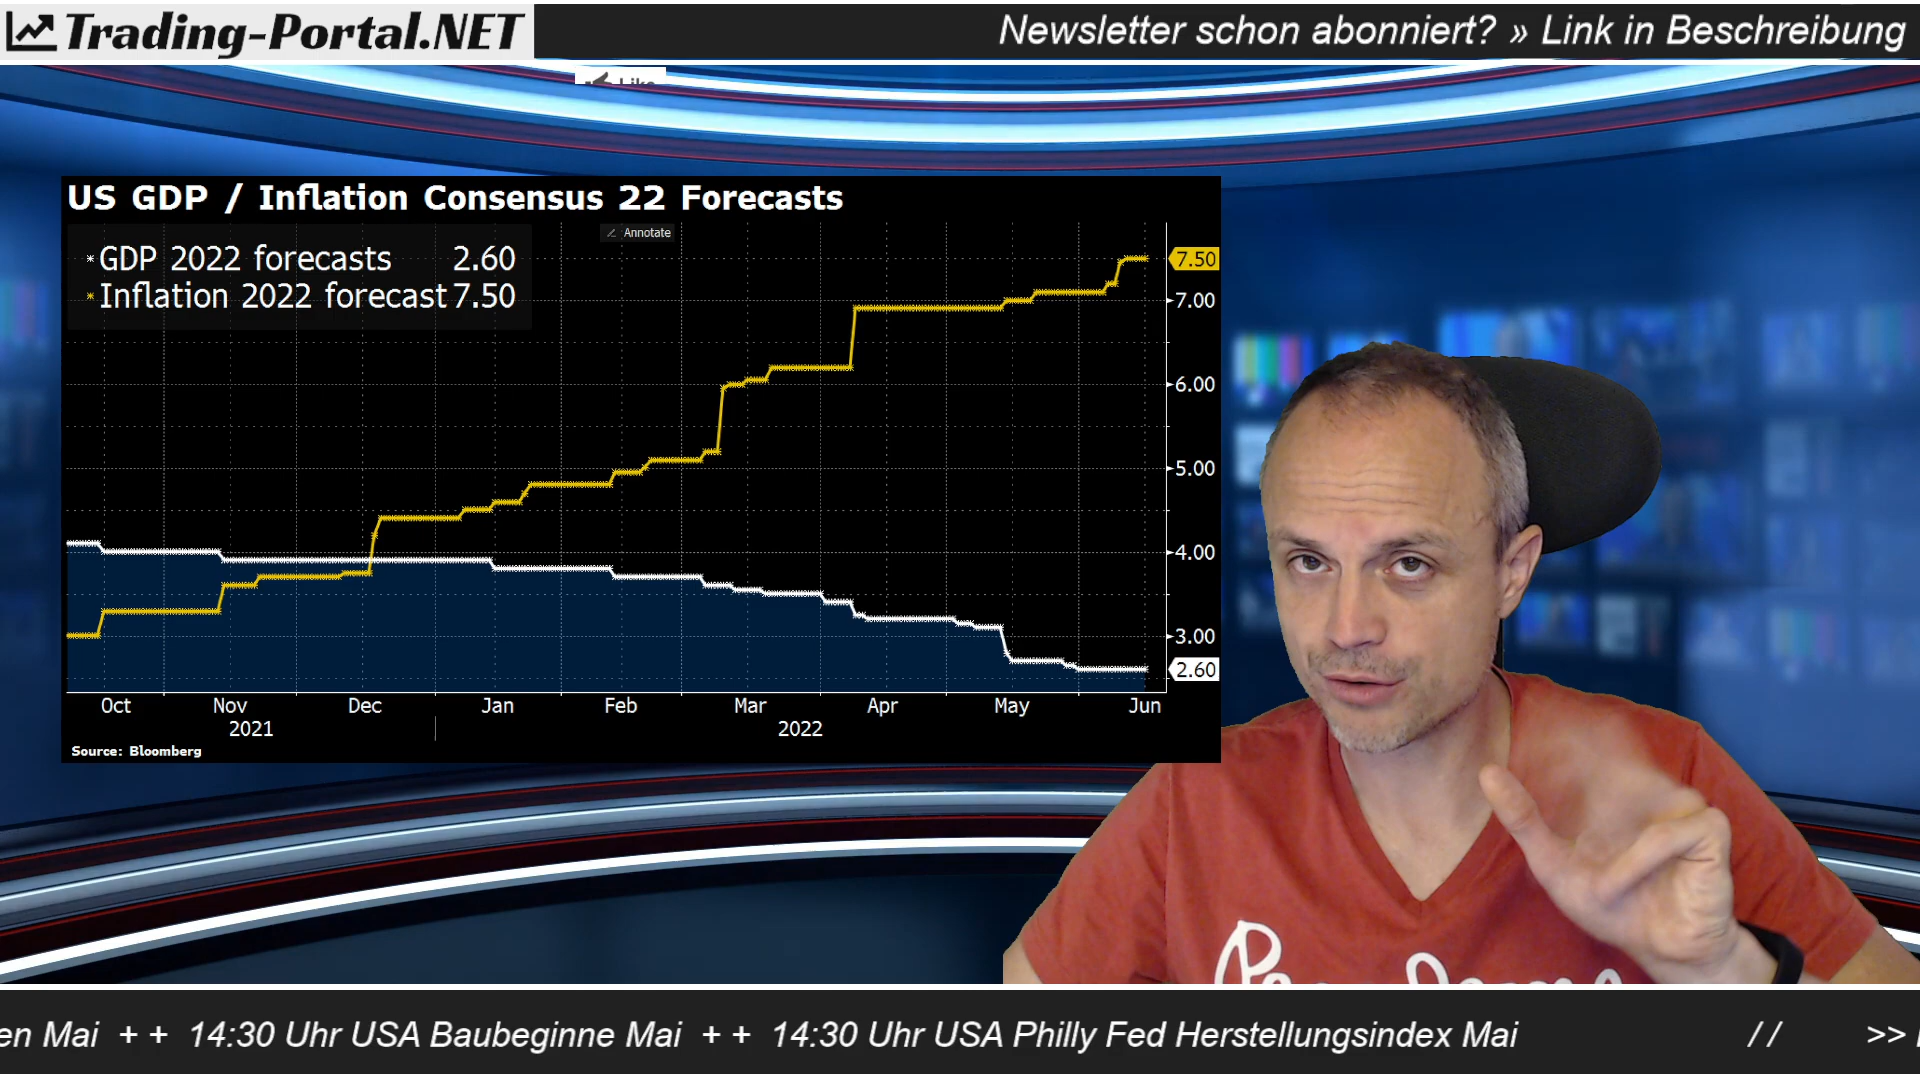 Trading-Portal.NET
Newsletter schon abonniert? » Link in Beschreibung
Like
US GDP / Inflation Consensus 22 Forecasts
Annotate
GDP 2022 forecasts 2.60
Inflation 2022 forecast 7.50
7.50
7.00
6.00
5.00
4.00
3.00
2.60
Oct Nov Dec Jan Feb Mar Apr May Jun
2021 2022
Source: Bloomberg
en Mai + + 14:30 Uhr USA Baubeginne Mai + + 14:30 Uhr USA Philly Fed Herstellungsindex Mai // >>